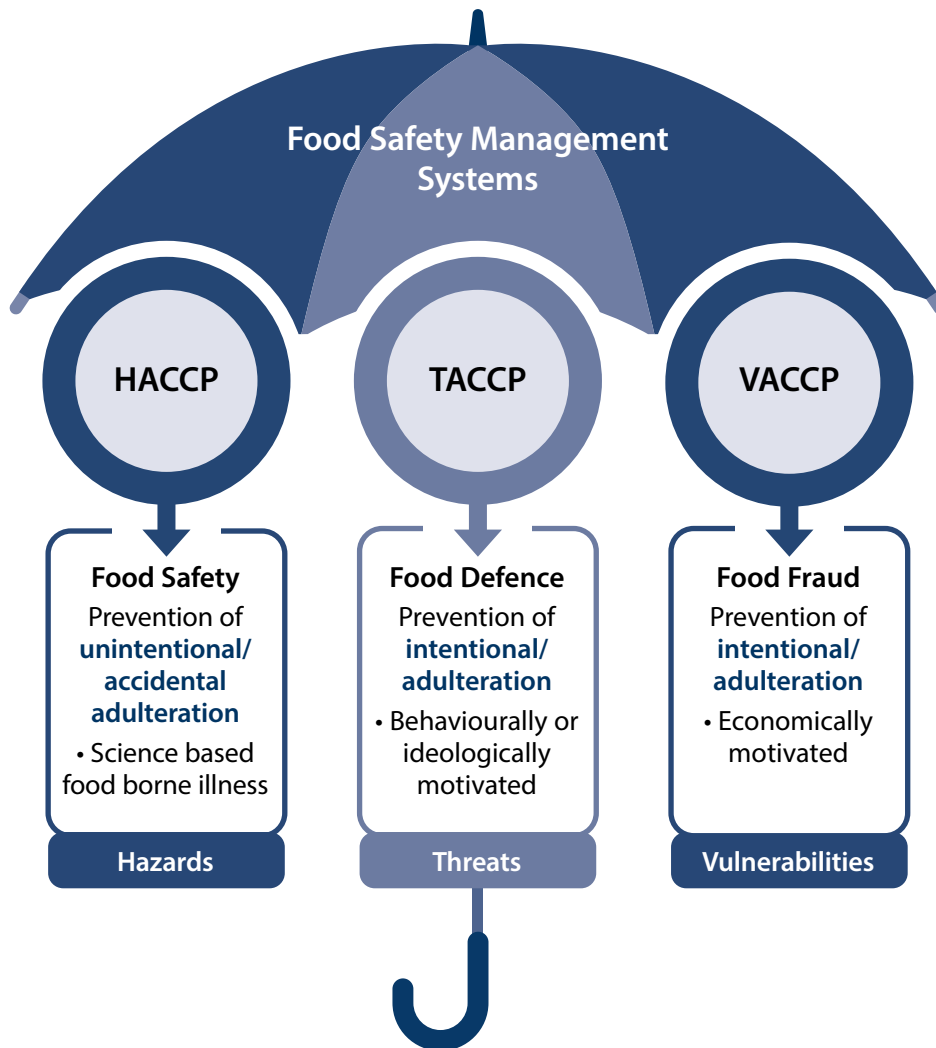 Food Safety Management
Systems
HACCP
TACCP
VACCP
Food Safety
Prevention of
unintentional/
accidental
adulteration
• Science based
food borne illness
Hazards
Food Defence
Prevention of
intentional/
adulteration
• Behaviourally or
ideologically
motivated
Threats
Food Fraud
Prevention of
intentional/
adulteration
• Economically
motivated
Vulnerabilities